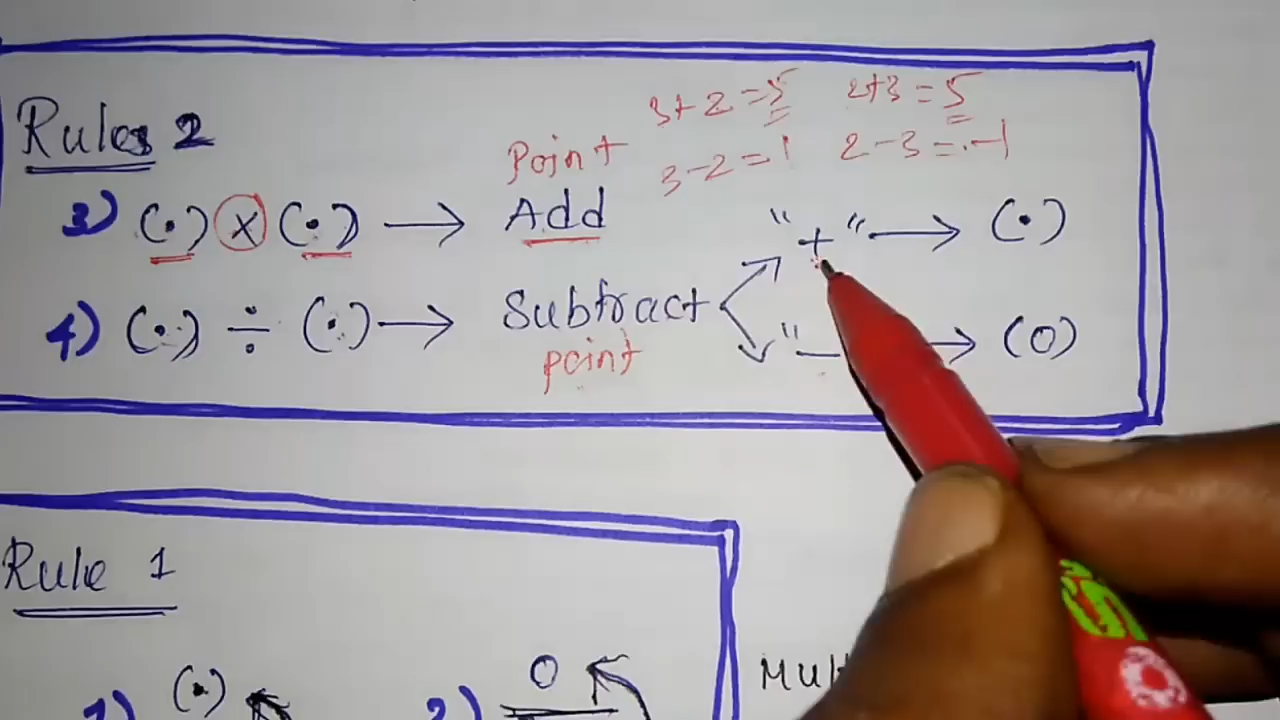 3+2=5 2+3=5
Rules 2
Point 3-2=1 2-3=-1
3) (.) × (.) → Add "+" → (.)
4) (.) ÷ (.) → Subtract "- → (0)
point
Rule 1
1) (.) 2) 0